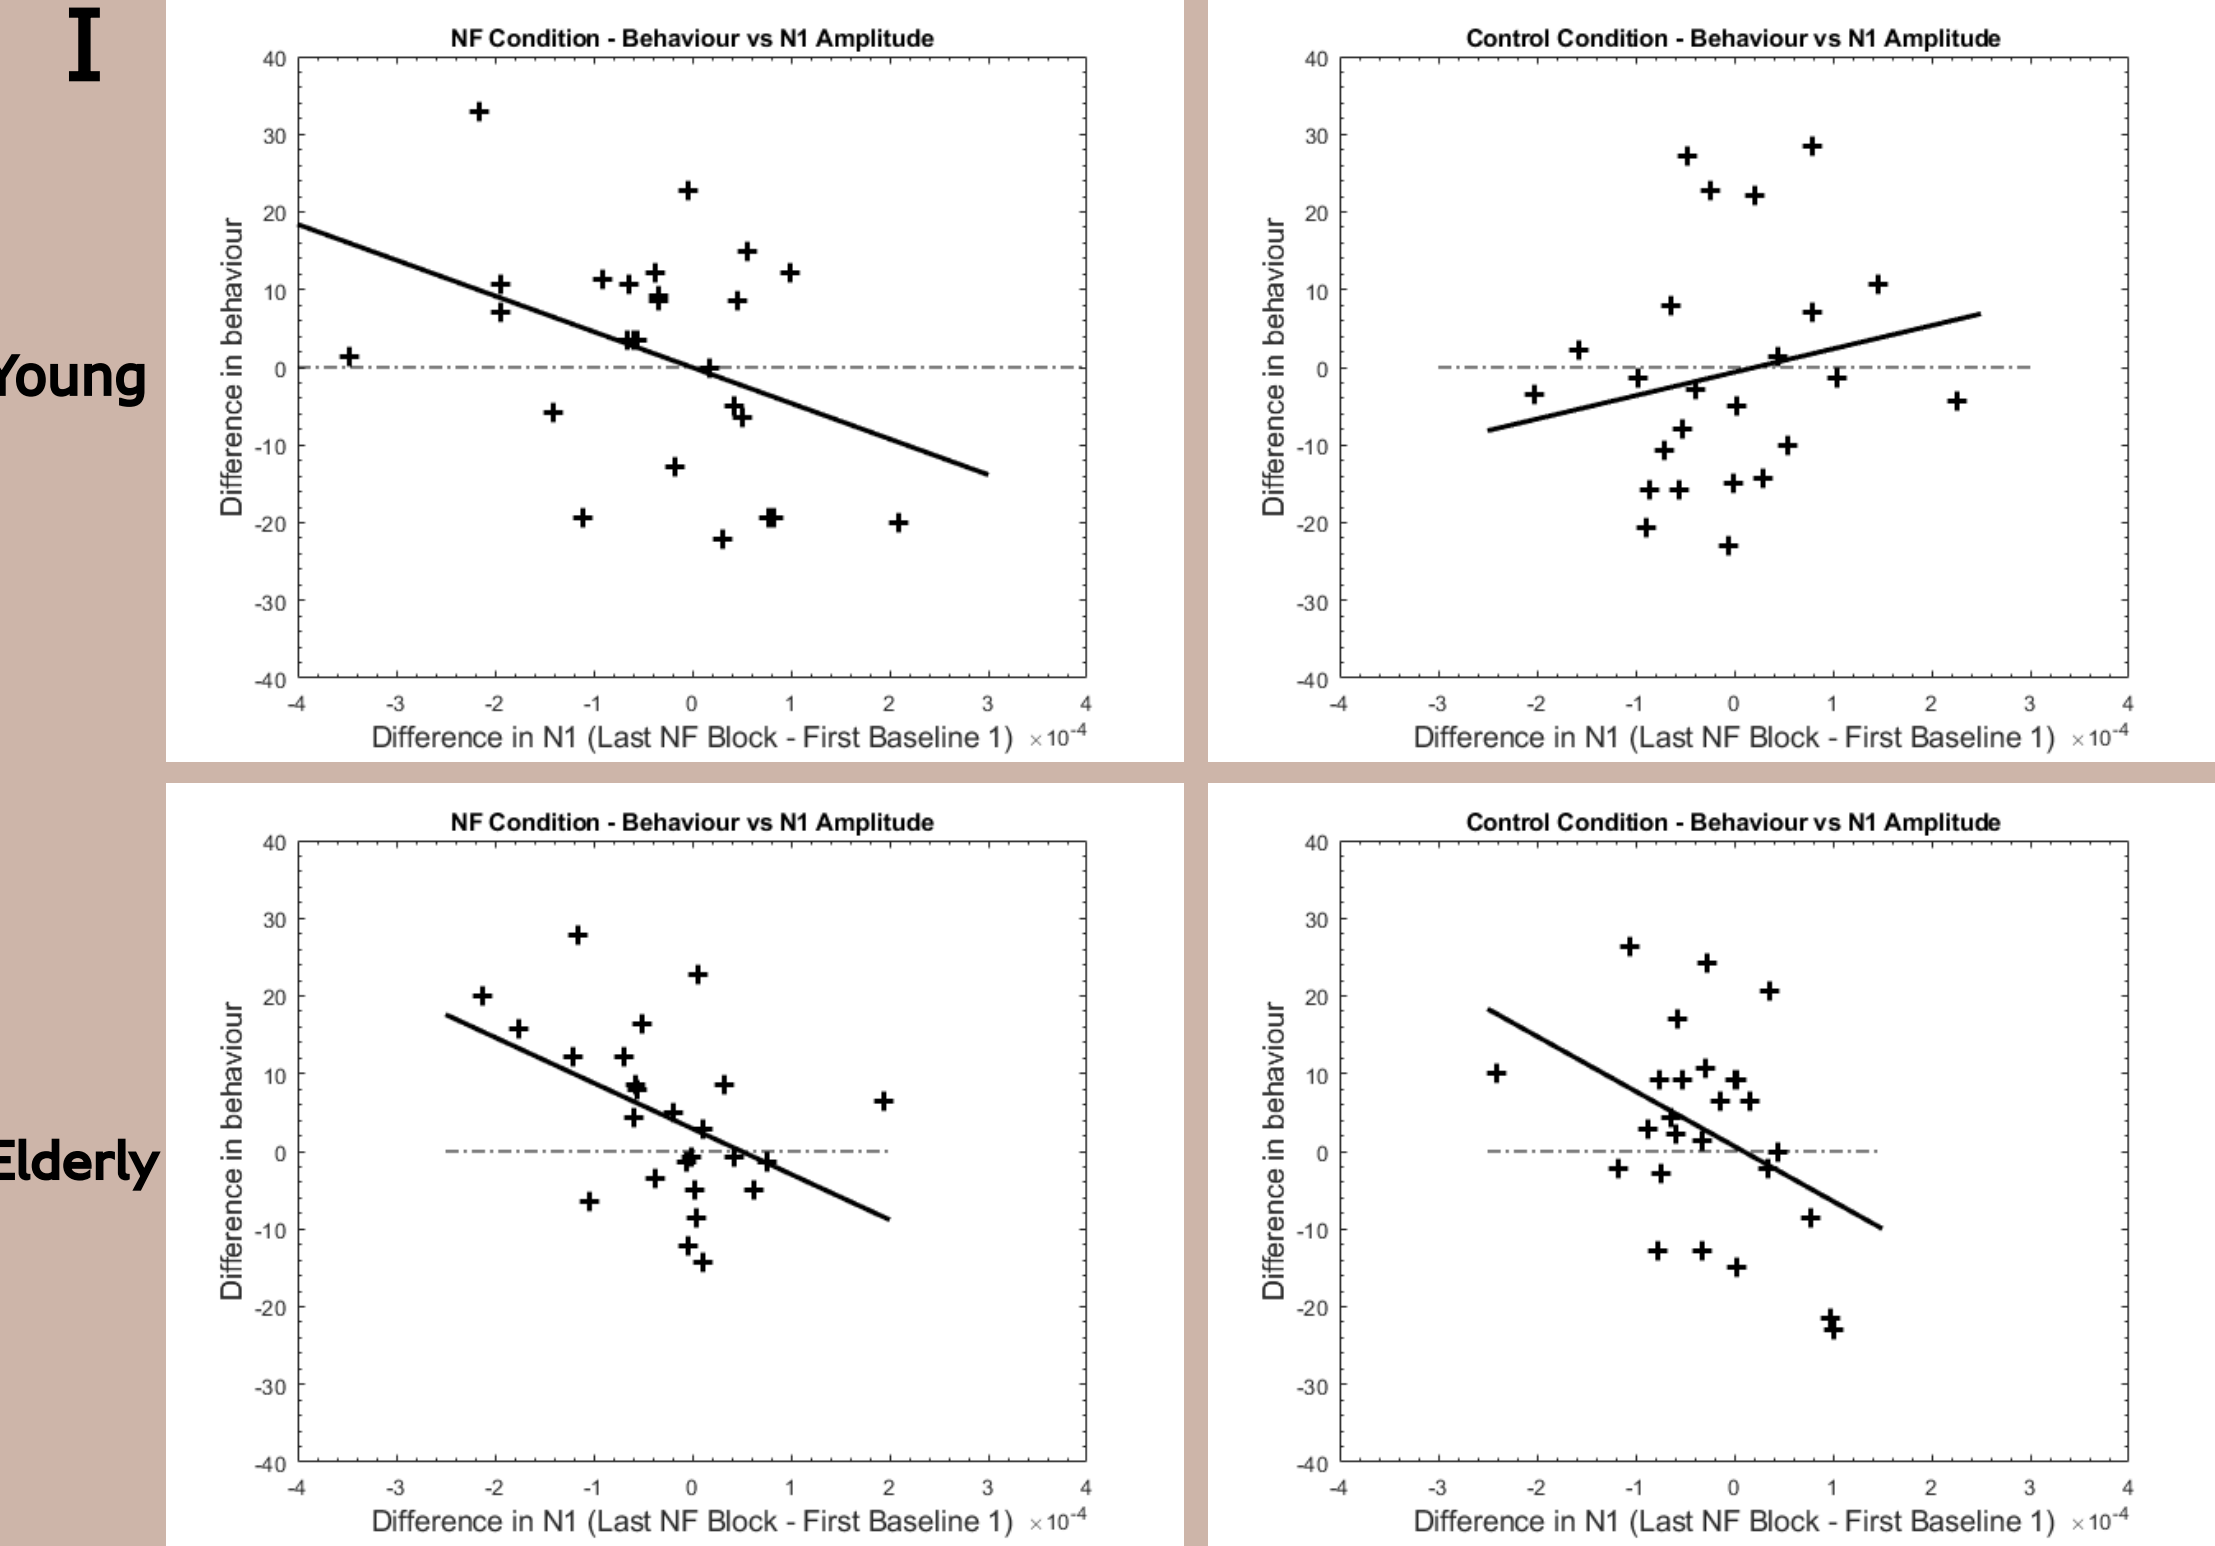 I
NF Condition - Behaviour vs N1 Amplitude
40
30
20
10
0
-10
-20
-30
-40
Difference in behaviour
-4 -3 -2 -1 0 1 2 3 4
Difference in N1 (Last NF Block - First Baseline 1) ×10-4
Control Condition - Behaviour vs N1 Amplitude
40
30
20
10
0
-10
-20
-30
-40
Difference in behaviour
-4 -3 -2 -1 0 1 2 3 4
Difference in N1 (Last NF Block - First Baseline 1) ×10-4
Young
NF Condition - Behaviour vs N1 Amplitude
40
30
20
10
0
-10
-20
-30
-40
Difference in behaviour
-4 -3 -2 -1 0 1 2 3 4
Difference in N1 (Last NF Block - First Baseline 1) ×10-4
Control Condition - Behaviour vs N1 Amplitude
40
30
20
10
0
-10
-20
-30
-40
Difference in behaviour
-4 -3 -2 -1 0 1 2 3 4
Difference in N1 (Last NF Block - First Baseline 1) ×10-4
Elderly